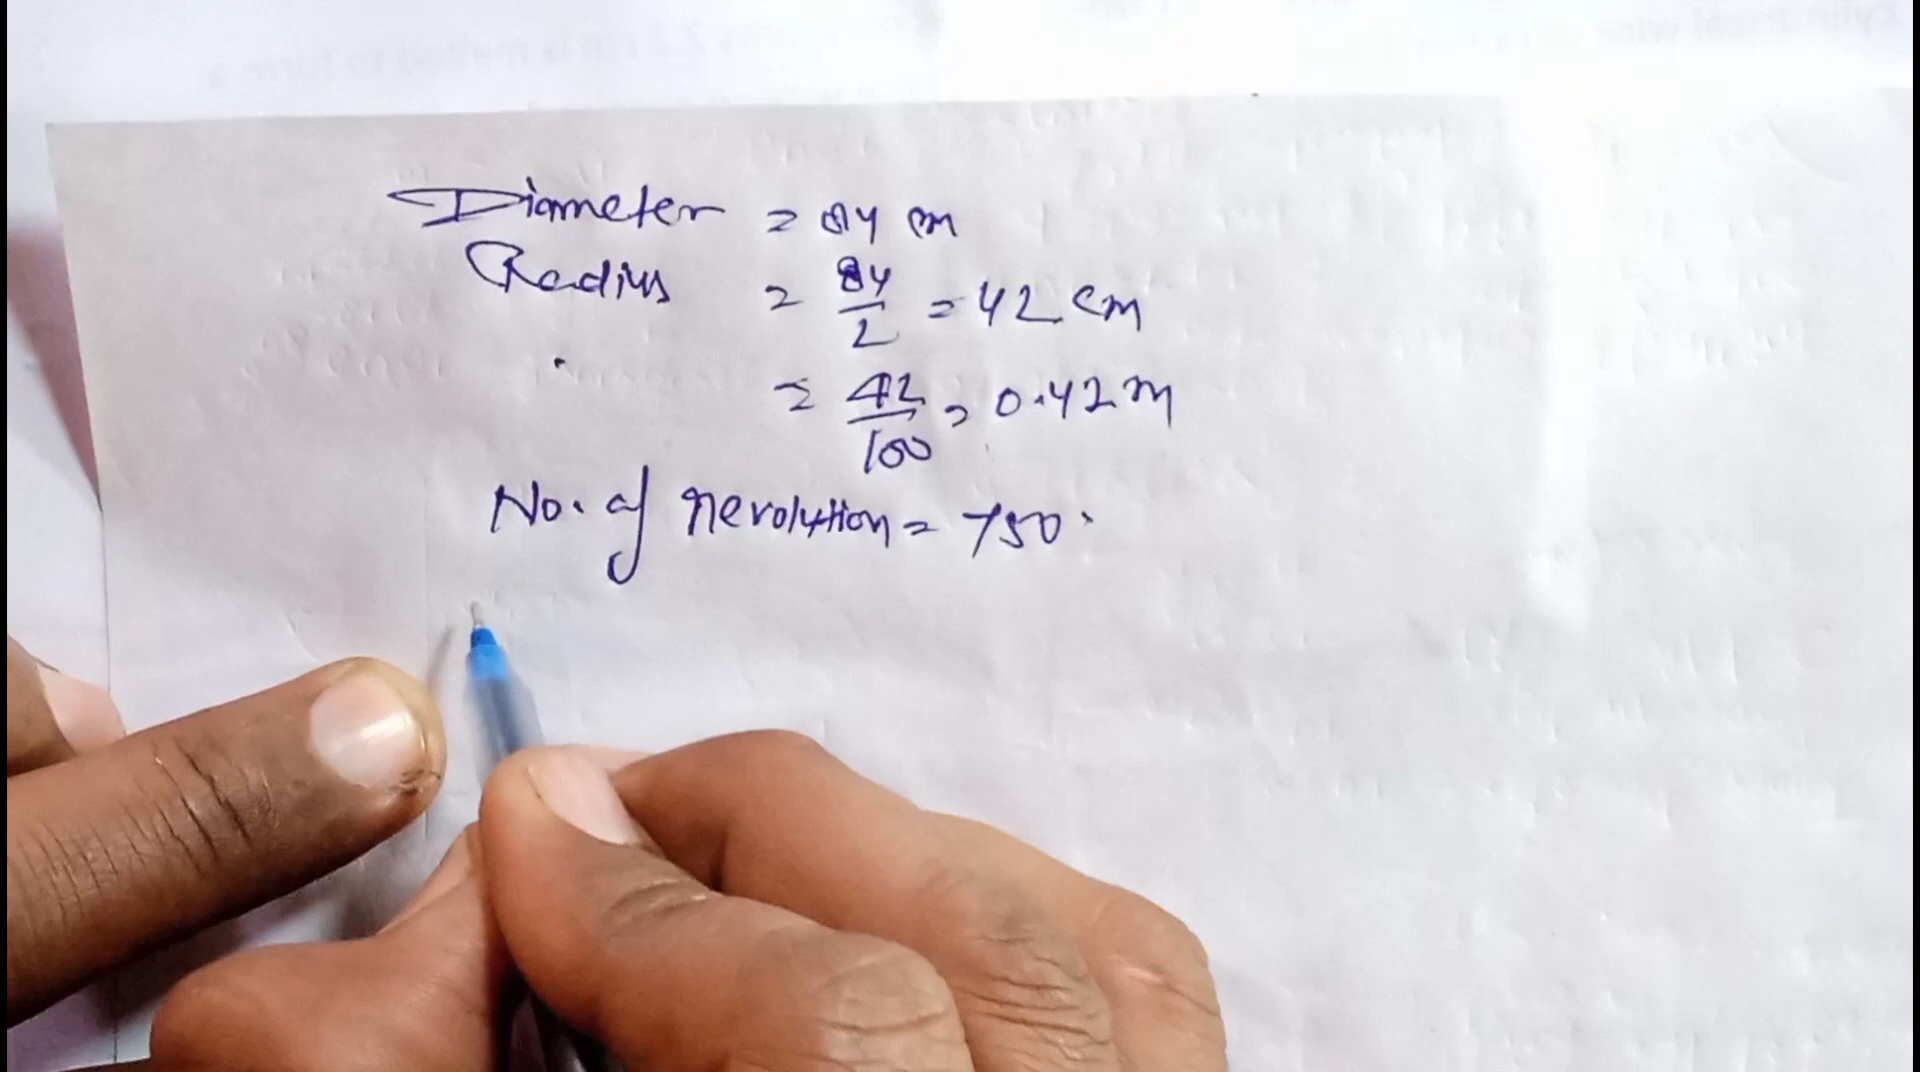 Diameter = 84 cm
Radius = 84/2 = 42 cm
= 42/100 = 0.42 m
No. of revolution = 750.